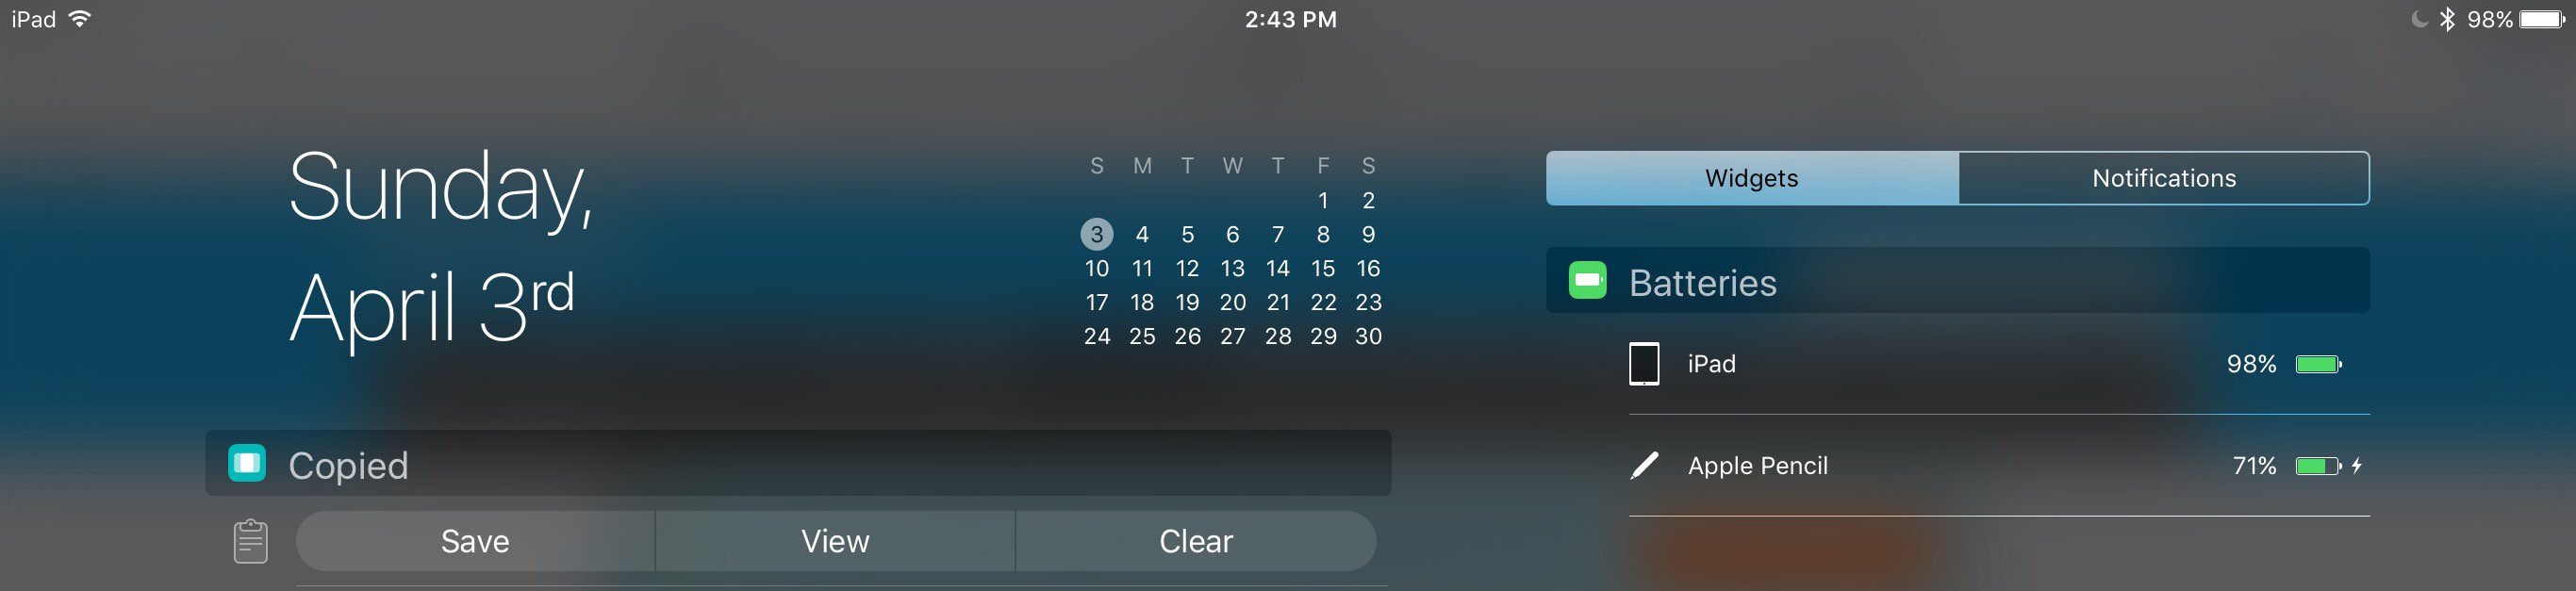 iPad 2:43 PM 98%
Sunday,
April 3rd
S M T W T F S
1 2
3 4 5 6 7 8 9
10 11 12 13 14 15 16
17 18 19 20 21 22 23
24 25 26 27 28 29 30
Copied
Save View Clear
Widgets Notifications
Batteries
iPad 98%
Apple Pencil 71%